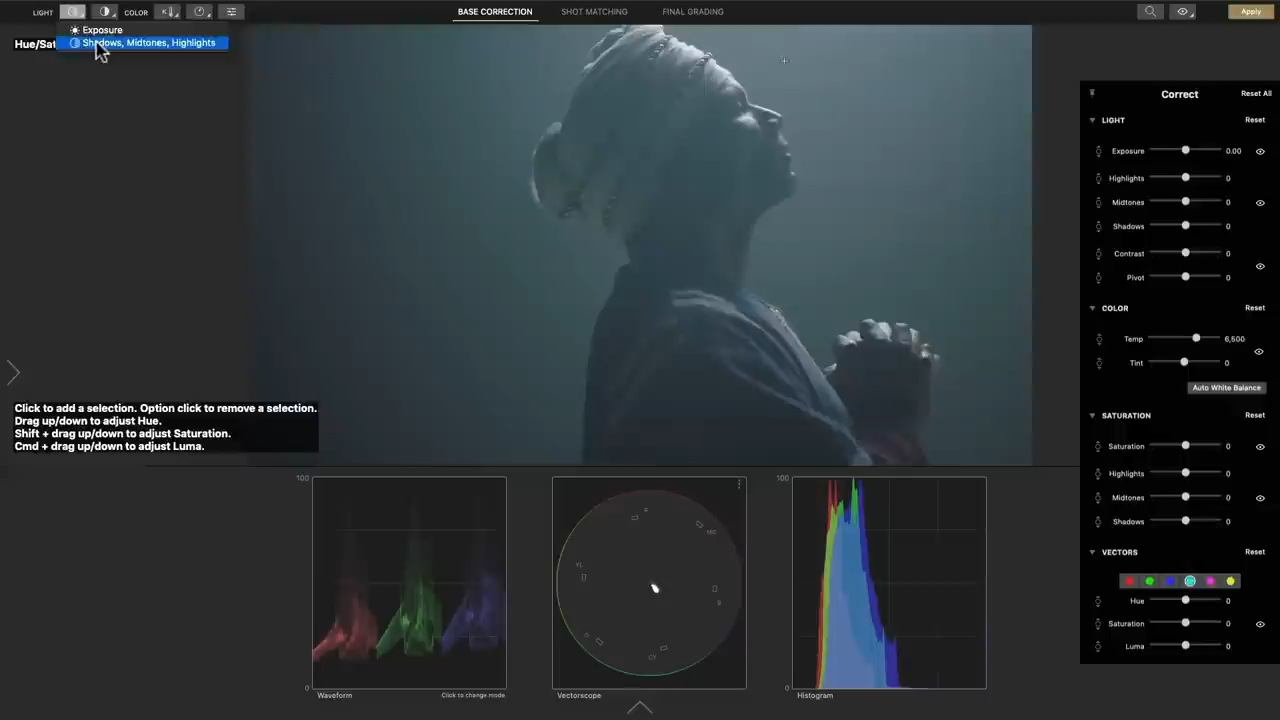 LIGHT
COLOR
BASE CORRECTION
SHOT MATCHING
FINAL GRADING
Apply
Exposure
Shadows, Midtones, Highlights
Hue/Sat
Click to add a selection. Option click to remove a selection.
Drag up/down to adjust Hue.
Shift + drag up/down to adjust Saturation.
Cmd + drag up/down to adjust Luma.
Correct
Reset All
LIGHT
Reset
Exposure 0.00
Highlights 0
Midtones 0
Shadows 0
Contrast 0
Pivot 0
COLOR
Reset
Temp 6,500
Tint 0
Auto White Balance
SATURATION
Reset
Saturation 0
Highlights 0
Midtones 0
Shadows 0
VECTORS
Reset
Hue 0
Saturation 0
Luma 0
100
0
Waveform
Click to change mode
Vectorscope
100
0
Histogram